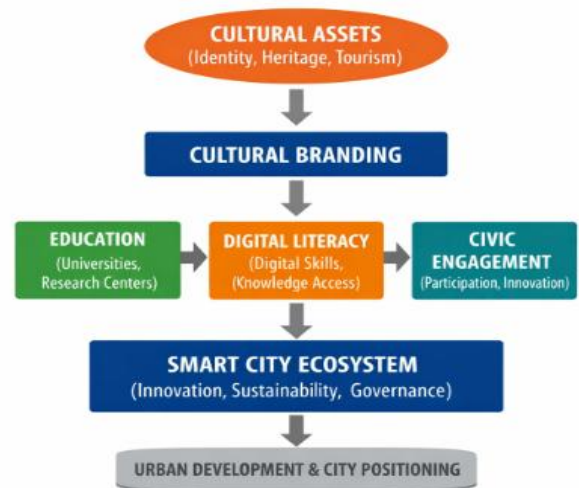 CULTURAL ASSETS
(Identity, Heritage, Tourism)
CULTURAL BRANDING
EDUCATION
(Universities,
Research Centers)
DIGITAL LITERACY
(Digital Skills,
(Knowledge Access)
CIVIC
ENGAGEMENT
(Participation, Innovation)
SMART CITY ECOSYSTEM
(Innovation, Sustainability, Governance)
URBAN DEVELOPMENT & CITY POSITIONING